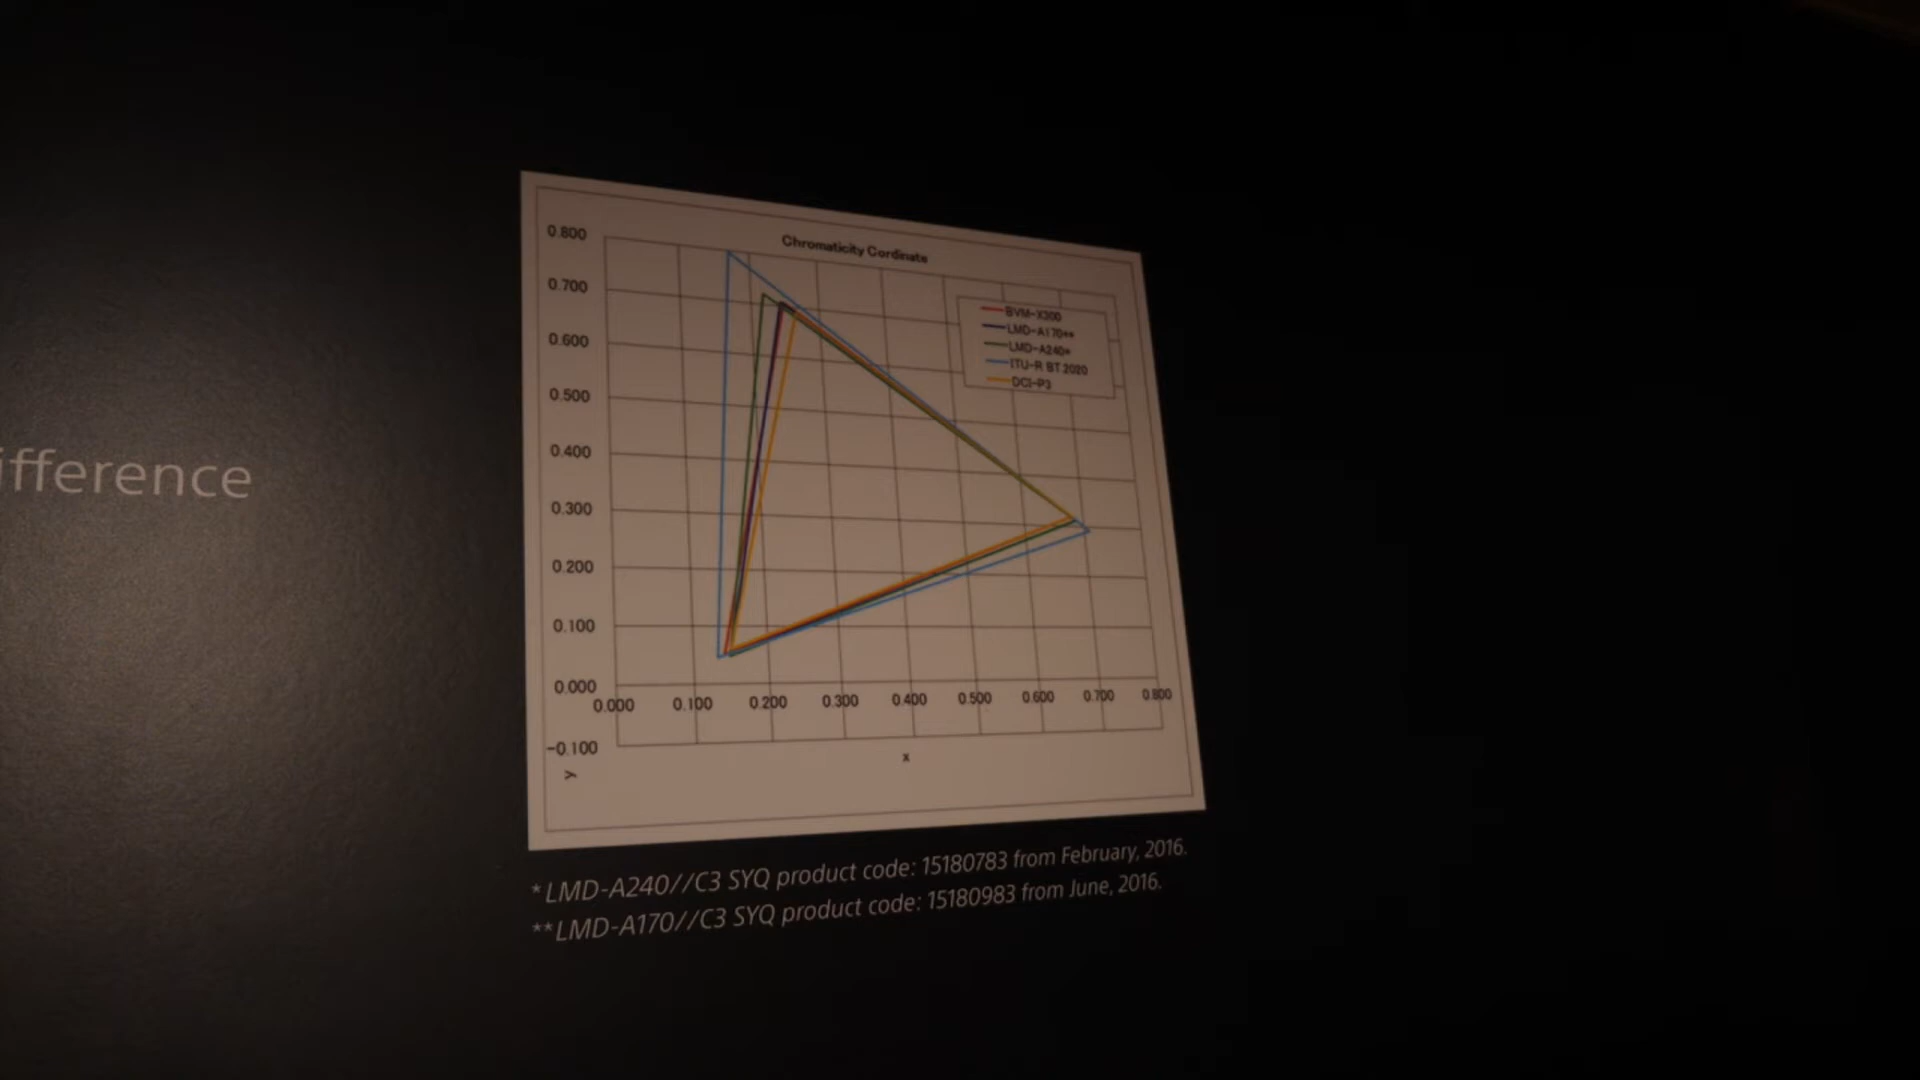 ifference
Chromaticity Cordinate
0.800
0.700
0.600
0.500
0.400
0.300
0.200
0.100
0.000
-0.100
BVM-X300
LMD-A170**
LMD-A240*
ITU-R BT.2020
DCI-P3
0.000 0.100 0.200 0.300 0.400 0.500 0.600 0.700 0.800
x
y
* LMD-A240//C3 SYQ product code: 15180783 from February, 2016.
** LMD-A170//C3 SYQ product code: 15180983 from June, 2016.